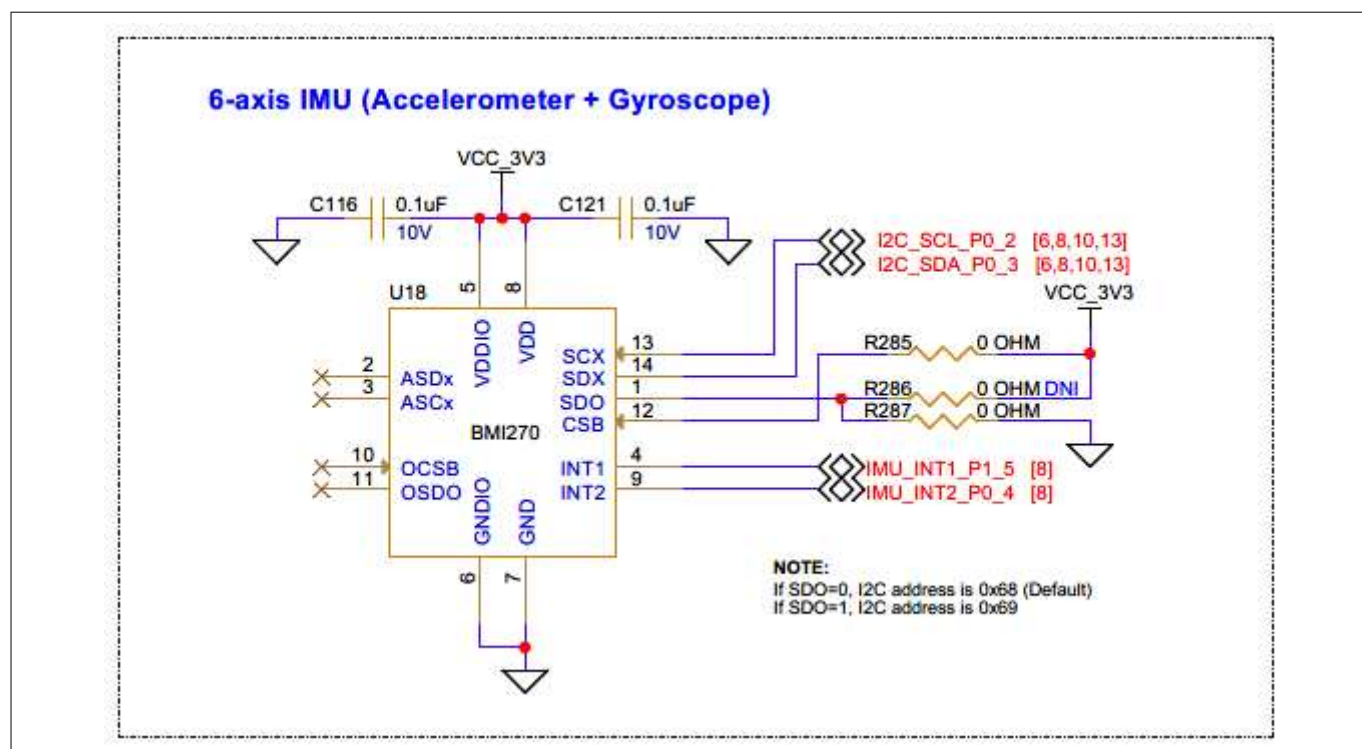 6-axis IMU (Accelerometer + Gyroscope)
VCC_3V3
C116 0.1uF
10V
C121 0.1uF
10V
I2C_SCL_P0_2 [6,8,10,13]
I2C_SDA_P0_3 [6,8,10,13]
VCC_3V3
U18
5
8
VDDIO
VDD
2 ASDx
3 ASCx
10 OCSB
11 OSDO
BMI270
SCX 13
SDX 14
SDO 1
CSB 12
INT1 4
INT2 9
GNDIO
GND
6
7
R285 0 OHM
R286 0 OHM DNI
R287 0 OHM
IMU_INT1_P1_5 [8]
IMU_INT2_P0_4 [8]
NOTE:
If SDO=0, I2C address is 0x68 (Default)
If SDO=1, I2C address is 0x69